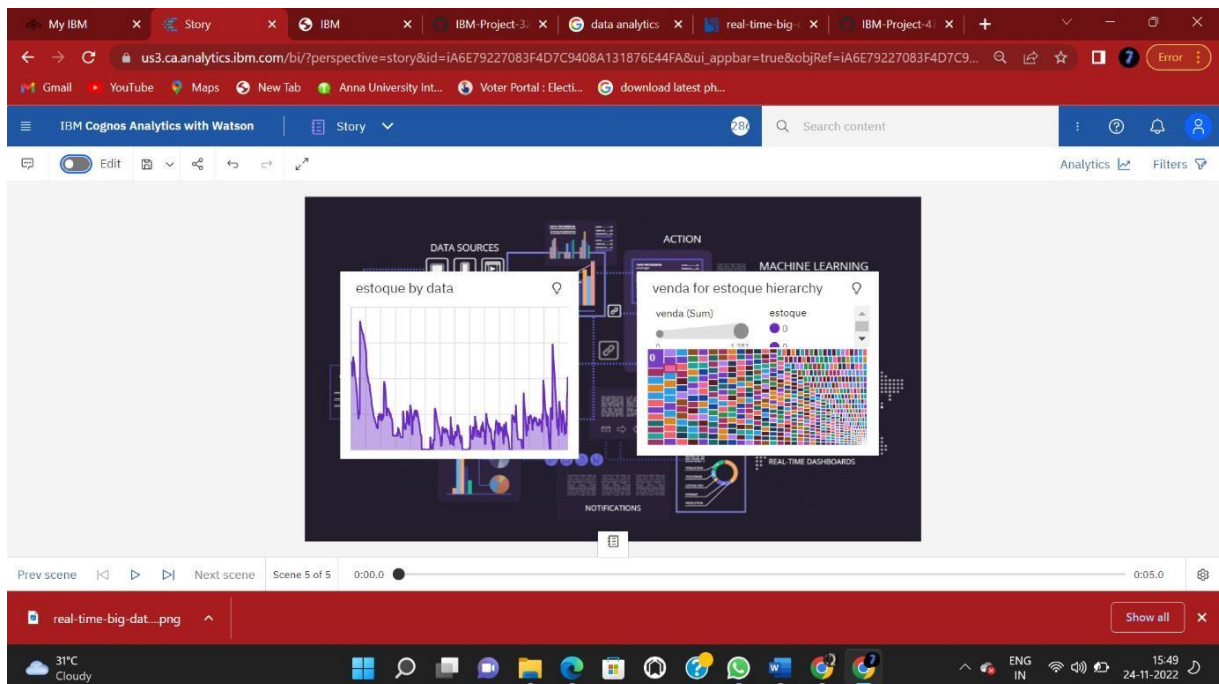 My IBM
Story
IBM
IBM-Project-32
data analytics
real-time-big-
IBM-Project-4
us3.ca.analytics.ibm.com/bi/?perspective=story&id=iA6E79227083F4D7C9408A131876E44FA&ui_appbar=true&objRef=iA6E79227083F4D7C9...
Error
Gmail
YouTube
Maps
New Tab
Anna University Int...
Voter Portal : Electi...
download latest ph...
IBM Cognos Analytics with Watson
Story
Search content
Edit
Analytics
Filters
DATA SOURCES
ACTION
MACHINE LEARNING
estoque by data
venda for estoque hierarchy
venda (Sum)
estoque
0
0
0
REAL-TIME DASHBOARDS
NOTIFICATIONS
Prev scene
Next scene
Scene 5 of 5
0:00.0
0:05.0
real-time-big-dat....png
Show all
31°C
Cloudy
ENG
IN
15:49
24-11-2022